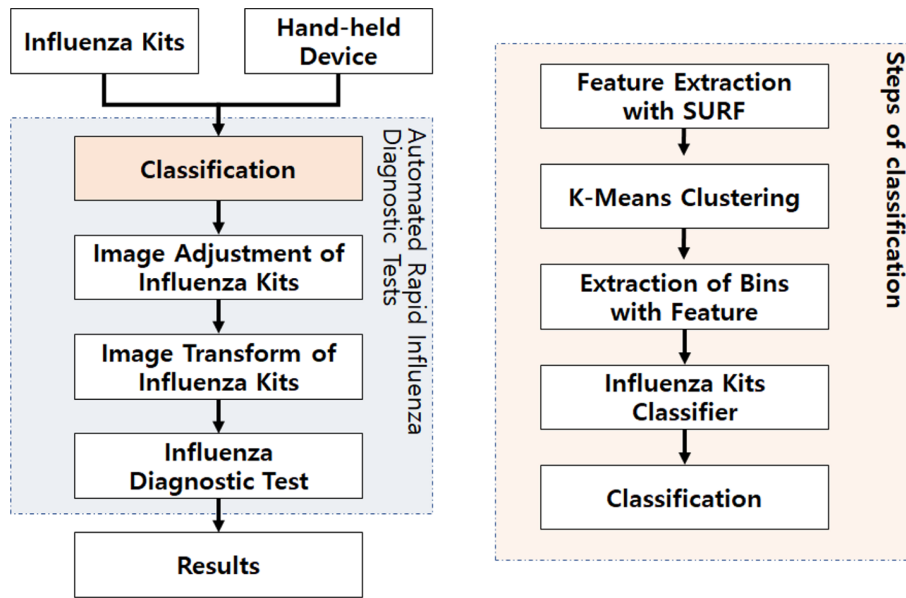 Influenza Kits
Hand-held
Device
Classification
Image Adjustment of
Influenza Kits
Image Transform of
Influenza Kits
Influenza
Diagnostic Test
Automated Rapid Influenza
Diagnostic Tests
Results
Feature Extraction
with SURF
K-Means Clustering
Extraction of Bins
with Feature
Influenza Kits
Classifier
Classification
Steps of classification